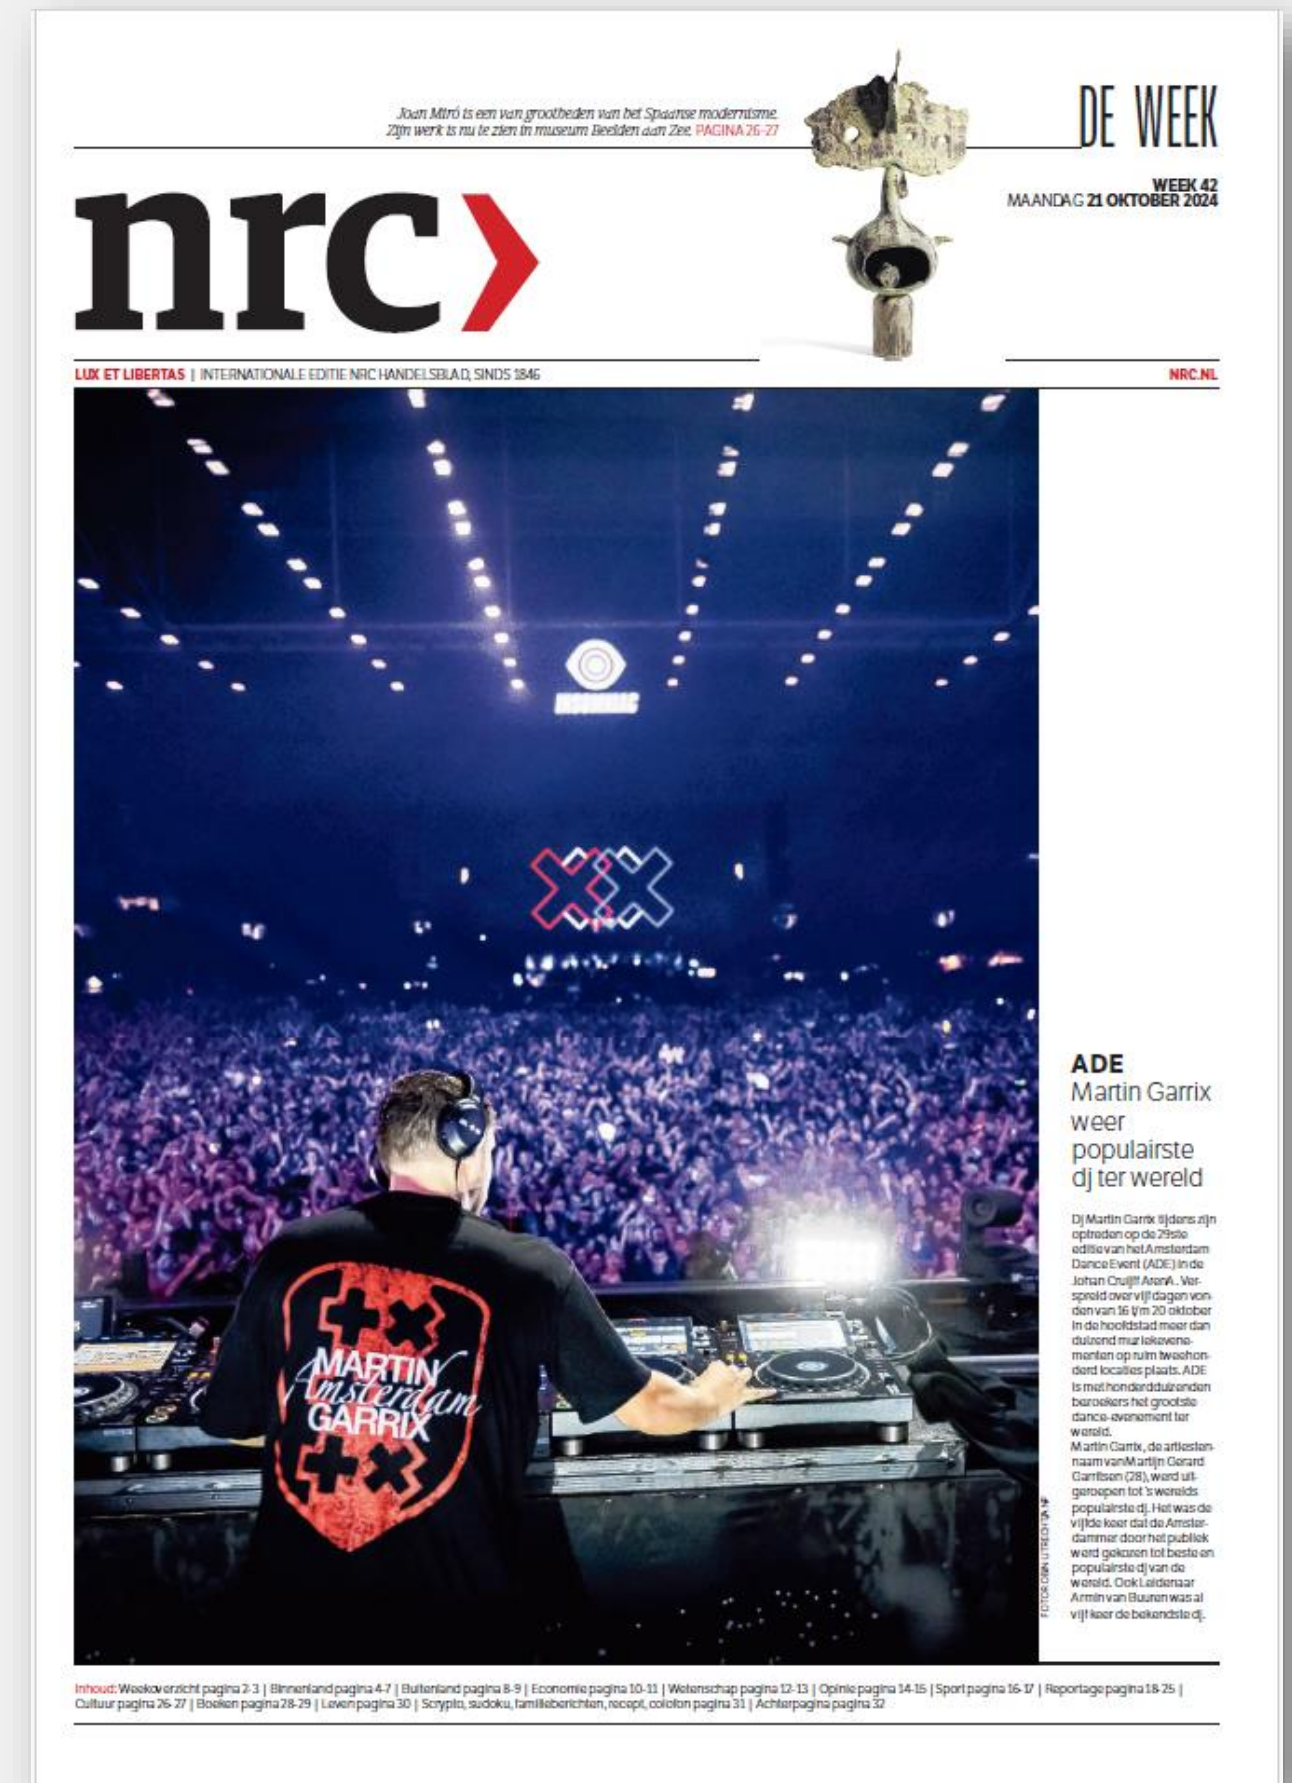 Joan Miró is een van grootheden van het Spaanse modernisme.
Zijn werk is nu te zien in museum Beelden aan Zee. PAGINA 26-27
DE WEEK
WEEK 42
MAANDAG 21 OKTOBER 2024
nrc>
LUX ET LIBERTAS | INTERNATIONALE EDITIE NRC HANDELSBLAD, SINDS 1846
NRC.NL
INSOMNIAC
MARTIN
Amsterdam
GARRIX
ADE
Martin Garrix
weer
populairste
dj ter wereld
Dj Martin Garrix tijdens zijn
optreden op de 29ste
editie van het Amsterdam
Dance Event (ADE) in de
Johan Cruijff ArenA. Ver-
spreid over vijf dagen von-
den van 16 t/m 20 oktober
in de hoofdstad meer dan
duizend muziekevene-
menten op ruim tweehon-
derd locaties plaats. ADE
is met honderdduizenden
bezoekers het grootste
dance-evenement ter
wereld.
Martin Garrix, de artiesten-
naam van Martijn Gerard
Garritsen (28), werd uit-
geroepen tot 's werelds
populairste dj. Het was de
vijfde keer dat de Amster-
dammer door het publiek
werd gekozen tot beste en
populairste dj van de
wereld. Ook Leidenaar
Armin van Buuren was al
vijf keer de bekendste dj.
Inhoud: Weekoverzicht pagina 2-3 | Binnenland pagina 4-7 | Buitenland pagina 8-9 | Economie pagina 10-11 | Wetenschap pagina 12-13 | Opinie pagina 14-15 | Sport pagina 16-17 | Reportage pagina 18-25 |
Cultuur pagina 26-27 | Boeken pagina 28-29 | Leven pagina 30 | Scrypto, sudoku, familieberichten, recept, colofon pagina 31 | Achterpagina pagina 32